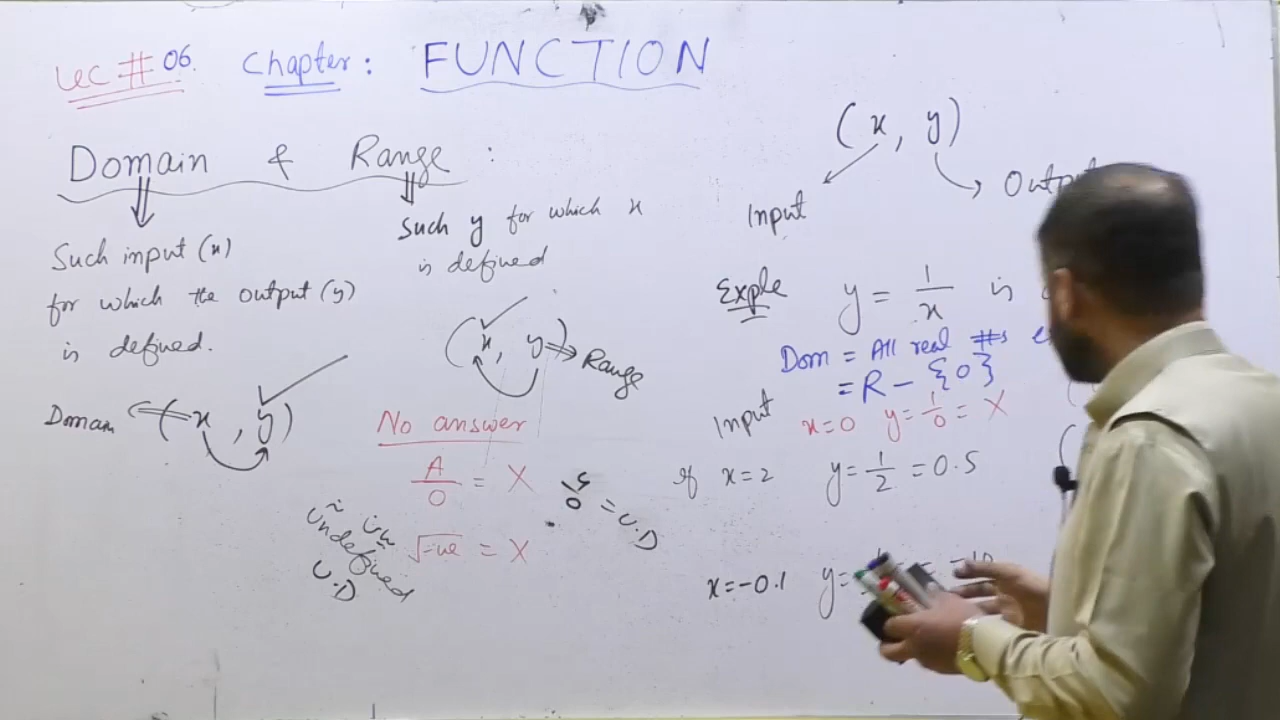 Lec # 06. Chapter: FUNCTION
Domain & Range :
Such input (x)
for which the output (y)
is defined.
Domain (x, y)
Such y for which x
is defined
(x, y) Range
No answer
A/0 = X
√-ve = X
undefined
U.D
5/0 = U.D
(x, y)
Input Output
Exple y = 1/x is
Dom = All real #s
= R - {0}
Input x=0 y=1/0 = X
If x=2 y=1/2 = 0.5
x=-0.1 y= = -10